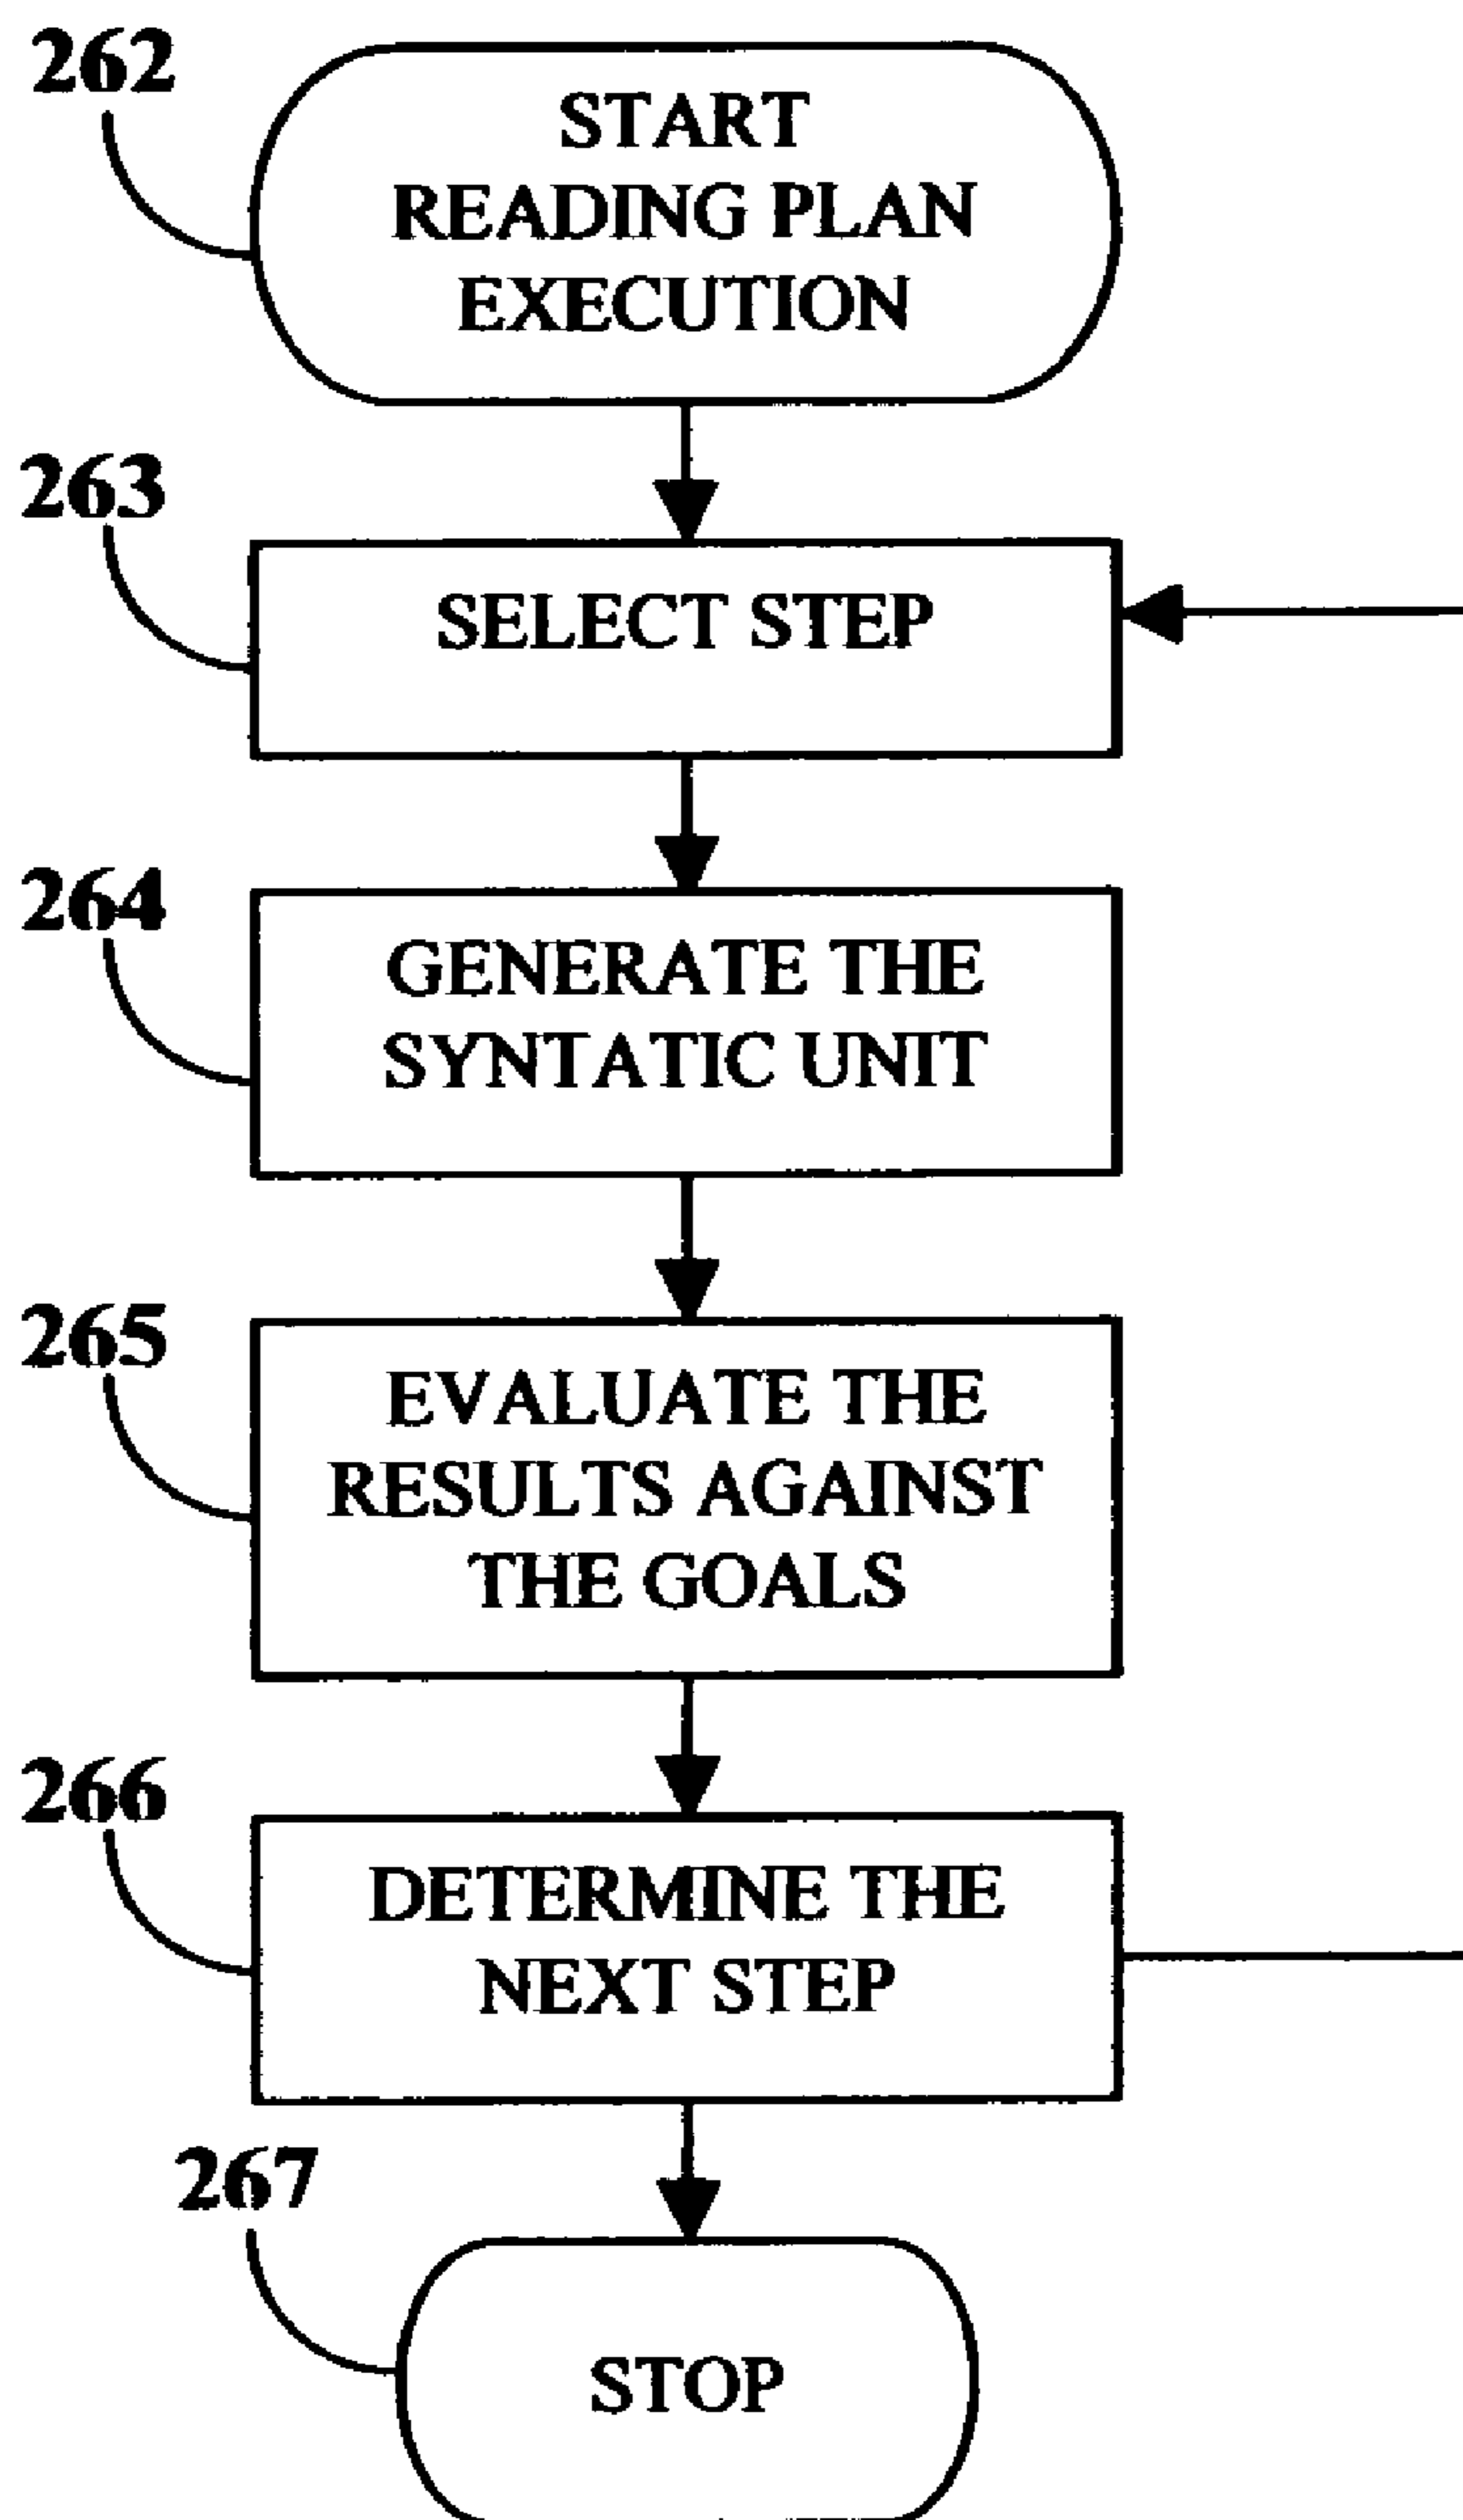 262
START
READING PLAN
EXECUTION
263
SELECT STEP
264
GENERATE THE
SYNTATIC UNIT
265
EVALUATE THE
RESULTS AGAINST
THE GOALS
266
DETERMINE THE
NEXT STEP
267
STOP